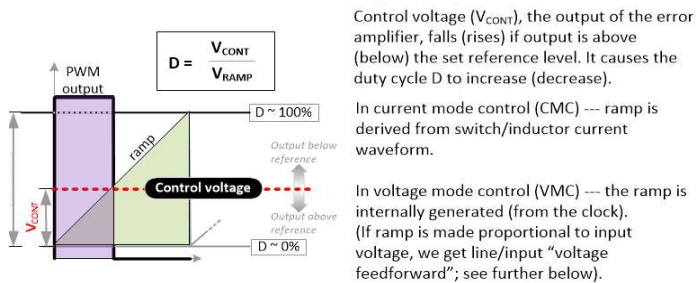 D = V_CONT / V_RAMP
PWM
output
D ~ 100%
ramp
Output below
reference
Control voltage
V_CONT
Output above
reference
D ~ 0%
Control voltage (V_CONT), the output of the error
amplifier, falls (rises) if output is above
(below) the set reference level. It causes the
duty cycle D to increase (decrease).
In current mode control (CMC) --- ramp is
derived from switch/inductor current
waveform.
In voltage mode control (VMC) --- the ramp is
internally generated (from the clock).
(If ramp is made proportional to input
voltage, we get line/input “voltage
feedforward”; see further below).